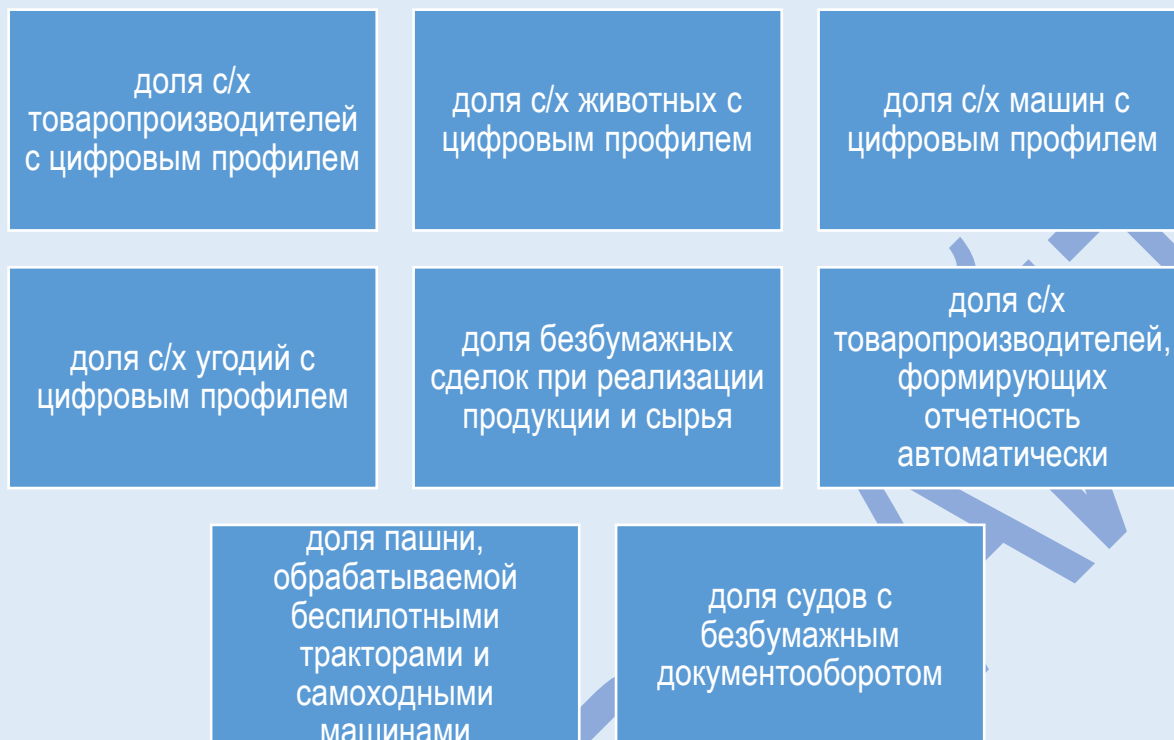 доля с/х
товаропроизводителей
с цифровым профилем
доля с/х животных с
цифровым профилем
доля с/х машин с
цифровым профилем
доля с/х угодий с
цифровым профилем
доля безбумажных
сделок при реализации
продукции и сырья
доля с/х
товаропроизводителей,
формирующих
отчетность
автоматически
доля пашни,
обрабатываемой
беспилотными
тракторами и
самоходными
машинами
доля судов с
безбумажным
документооборотом